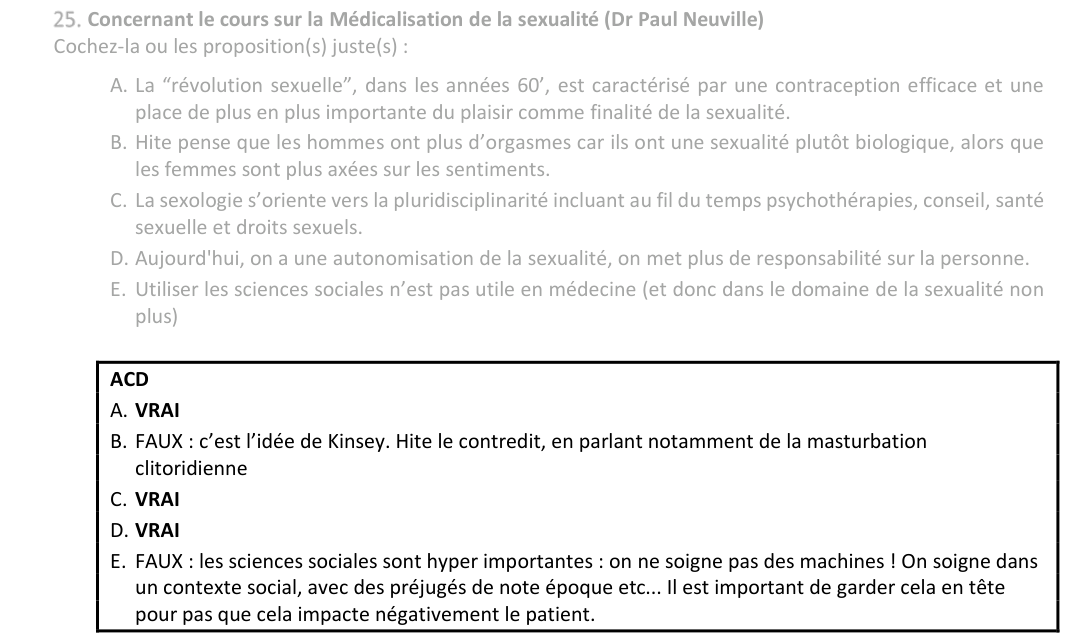 25. Concernant le cours sur la Médicalisation de la sexualité (Dr Paul Neuville)
Cochez-la ou les proposition(s) juste(s) :
A. La “révolution sexuelle”, dans les années 60’, est caractérisé par une contraception efficace et une
place de plus en plus importante du plaisir comme finalité de la sexualité.
B. Hite pense que les hommes ont plus d’orgasmes car ils ont une sexualité plutôt biologique, alors que
les femmes sont plus axées sur les sentiments.
C. La sexologie s’oriente vers la pluridisciplinarité incluant au fil du temps psychothérapies, conseil, santé
sexuelle et droits sexuels.
D. Aujourd'hui, on a une autonomisation de la sexualité, on met plus de responsabilité sur la personne.
E. Utiliser les sciences sociales n’est pas utile en médecine (et donc dans le domaine de la sexualité non
plus)
ACD
A. VRAI
B. FAUX : c’est l’idée de Kinsey. Hite le contredit, en parlant notamment de la masturbation
clitoridienne
C. VRAI
D. VRAI
E. FAUX : les sciences sociales sont hyper importantes : on ne soigne pas des machines ! On soigne dans
un contexte social, avec des préjugés de note époque etc... Il est important de garder cela en tête
pour pas que cela impacte négativement le patient.